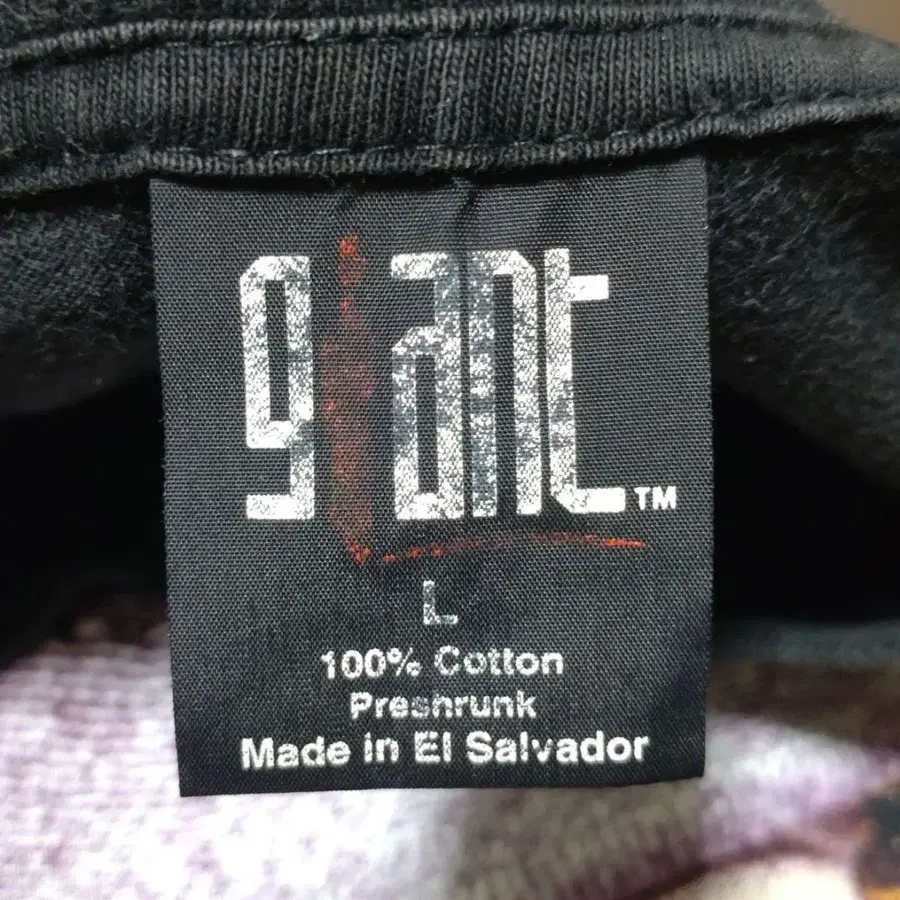 giant™
L
100% Cotton
Preshrunk
Made in El Salvador